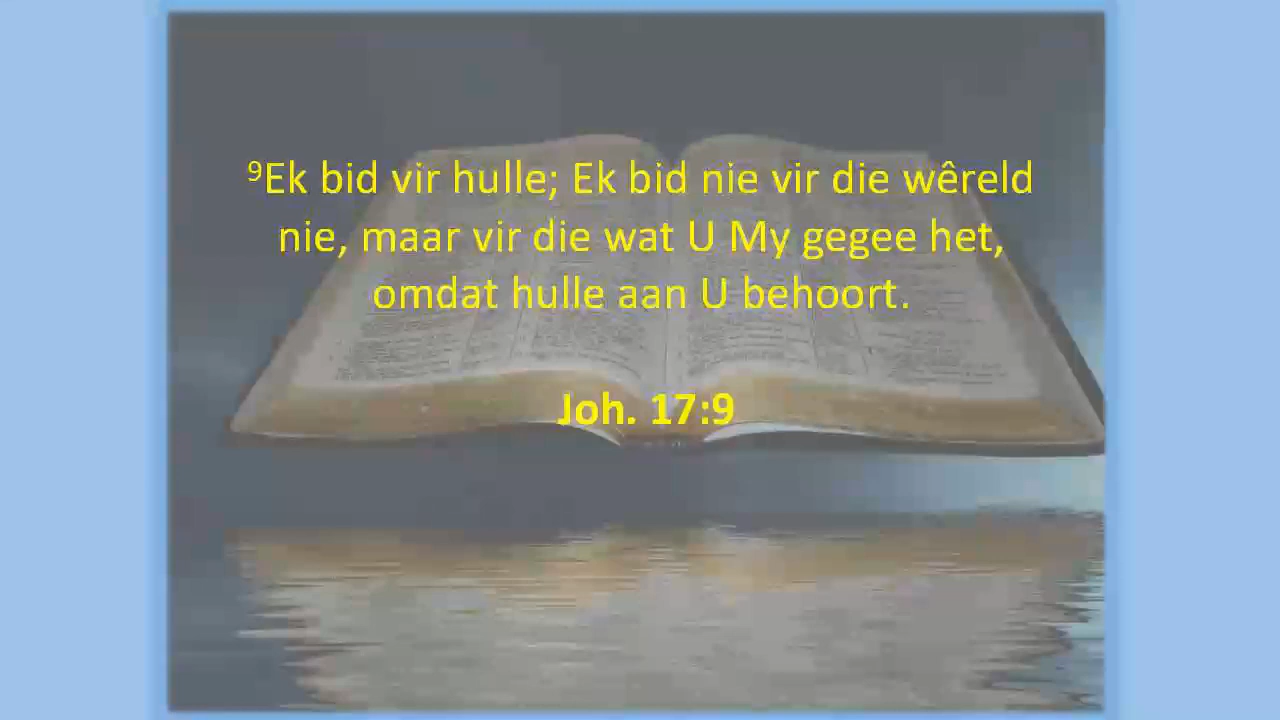 ⁹Ek bid vir hulle; Ek bid nie vir die wêreld
nie, maar vir die wat U My gegee het,
omdat hulle aan U behoort.
Joh. 17:9